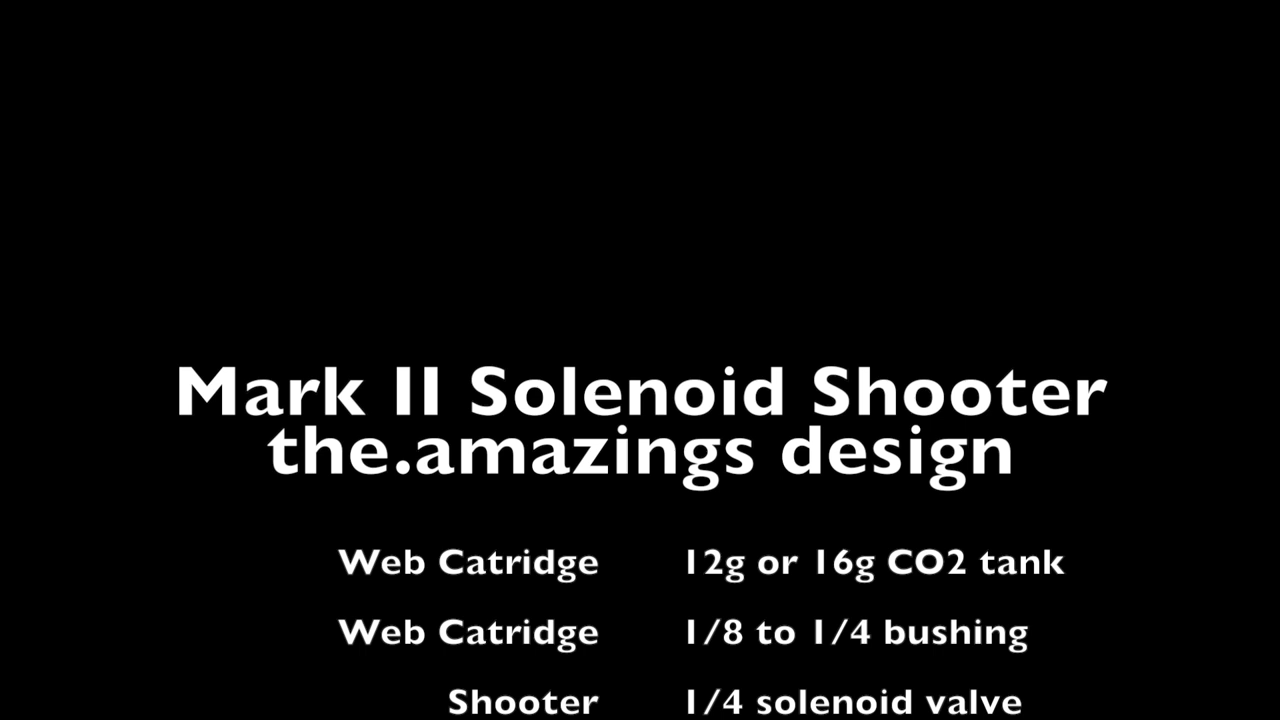 Mark II Solenoid Shooter
the.amazings design
Web Catridge 12g or 16g CO2 tank
Web Catridge 1/8 to 1/4 bushing
Shooter 1/4 solenoid valve